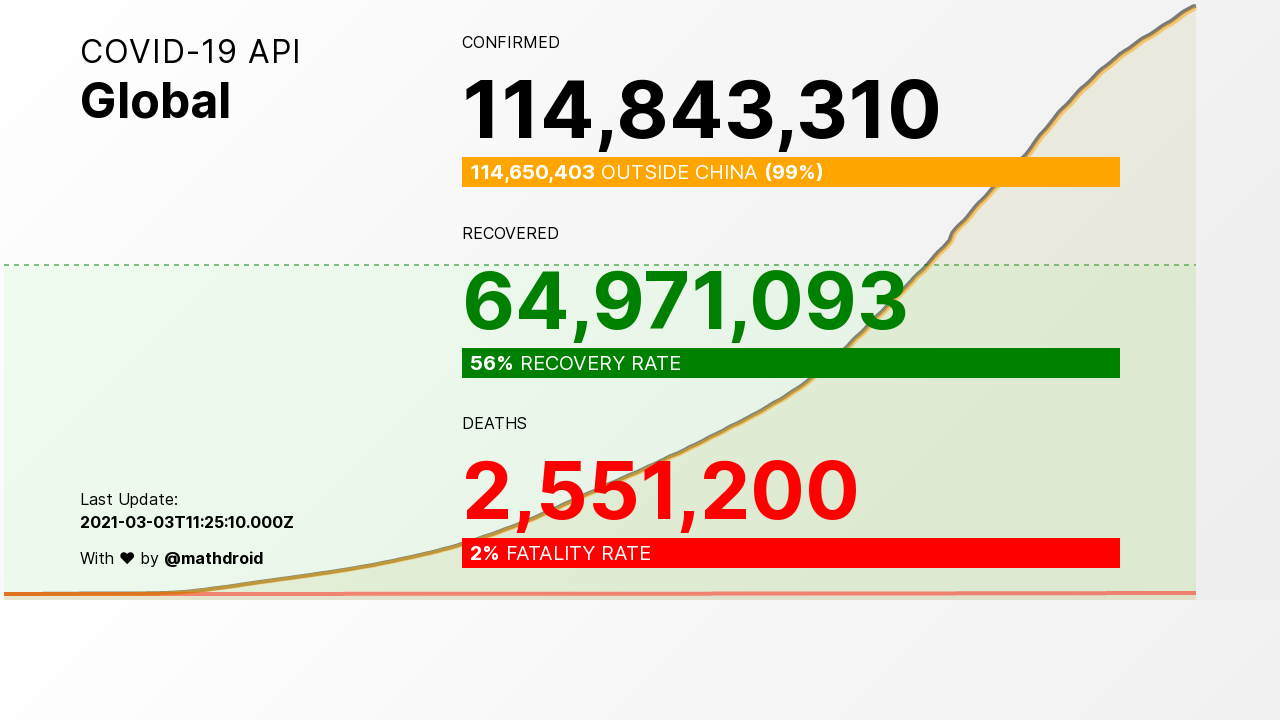 COVID-19 API
Global
CONFIRMED
114,843,310
114,650,403 OUTSIDE CHINA (99%)
RECOVERED
64,971,093
56% RECOVERY RATE
DEATHS
2,551,200
2% FATALITY RATE
Last Update:
2021-03-03T11:25:10.000Z
With ♥ by @mathdroid